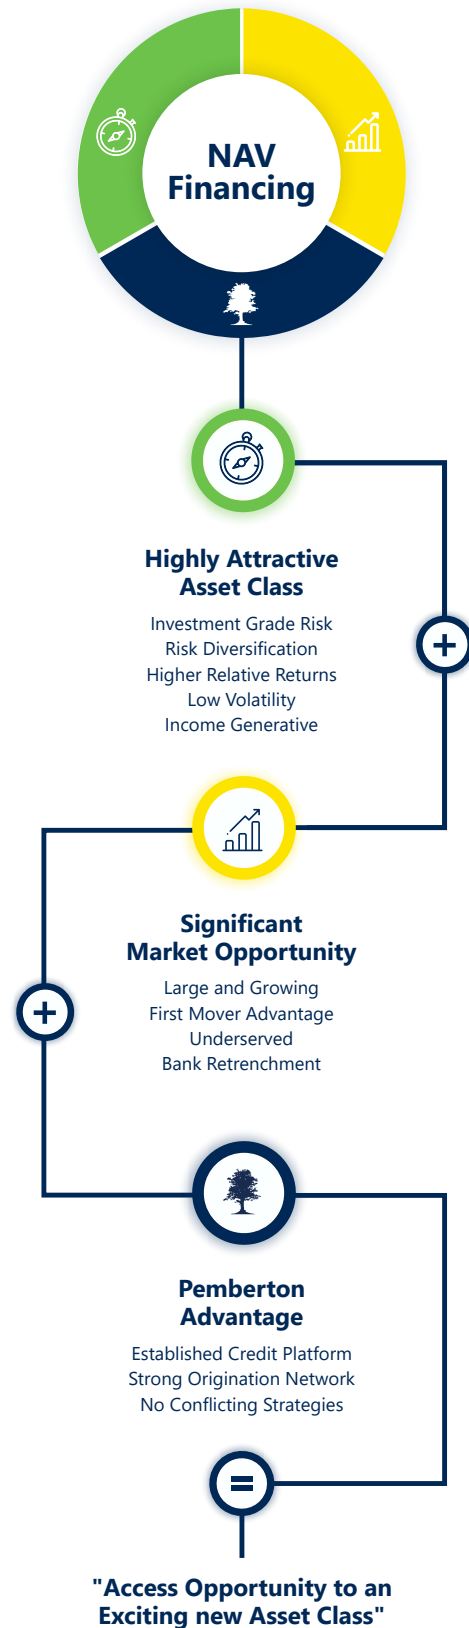 NAV
Financing
Highly Attractive
Asset Class
Investment Grade Risk
Risk Diversification
Higher Relative Returns
Low Volatility
Income Generative
+
Significant
Market Opportunity
Large and Growing
First Mover Advantage
Underserved
Bank Retrenchment
+
Pemberton
Advantage
Established Credit Platform
Strong Origination Network
No Conflicting Strategies
=
"Access Opportunity to an
Exciting new Asset Class"